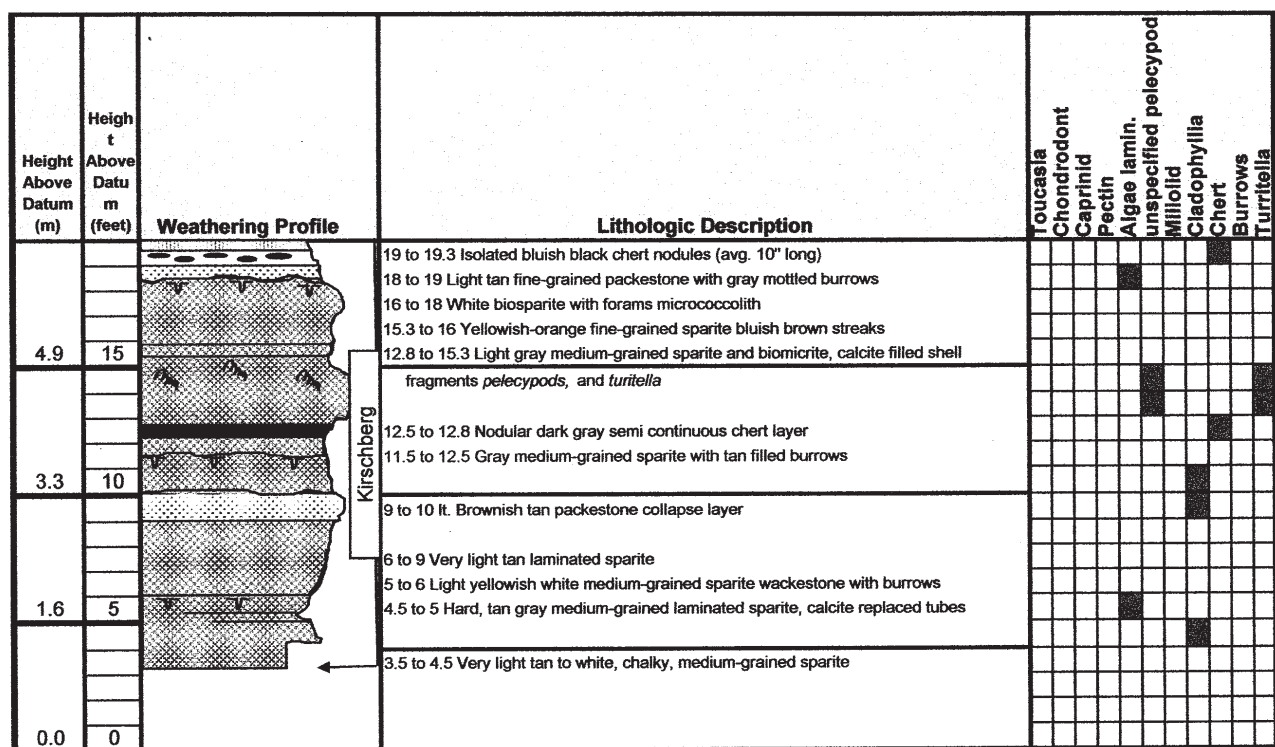 Height
Above
Datum
(m)
Heigh
t
Above
Datu
m
(feet)
Weathering Profile
Lithologic Description
Toucasia
Chondrodont
Caprinid
Pectin
Algae lamin.
unspecified pelecypod
Miliolid
Cladophyllia
Chert
Burrows
Turritella
19 to 19.3 Isolated bluish black chert nodules (avg. 10" long)
18 to 19 Light tan fine-grained packestone with gray mottled burrows
16 to 18 White biosparite with forams micrococcolith
15.3 to 16 Yellowish-orange fine-grained sparite bluish brown streaks
4.9 15 12.8 to 15.3 Light gray medium-grained sparite and biomicrite, calcite filled shell
fragments pelecypods, and turitella
Kirschberg
12.5 to 12.8 Nodular dark gray semi continuous chert layer
11.5 to 12.5 Gray medium-grained sparite with tan filled burrows
3.3 10
9 to 10 lt. Brownish tan packestone collapse layer
6 to 9 Very light tan laminated sparite
5 to 6 Light yellowish white medium-grained sparite wackestone with burrows
1.6 5 4.5 to 5 Hard, tan gray medium-grained laminated sparite, calcite replaced tubes
3.5 to 4.5 Very light tan to white, chalky, medium-grained sparite
0.0 0